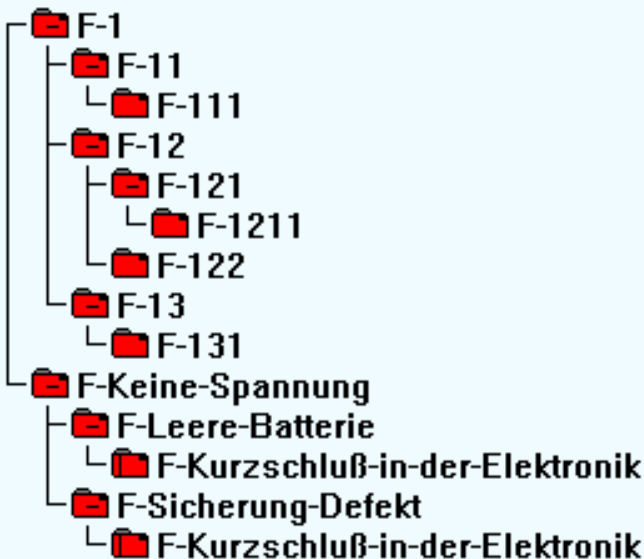 F-1
F-11
F-111
F-12
F-121
F-1211
F-122
F-13
F-131
F-Keine-Spannung
F-Leere-Batterie
F-Kurzschluß-in-der-Elektronik
F-Sicherung-Defekt
F-Kurzschluß-in-der-Elektronik